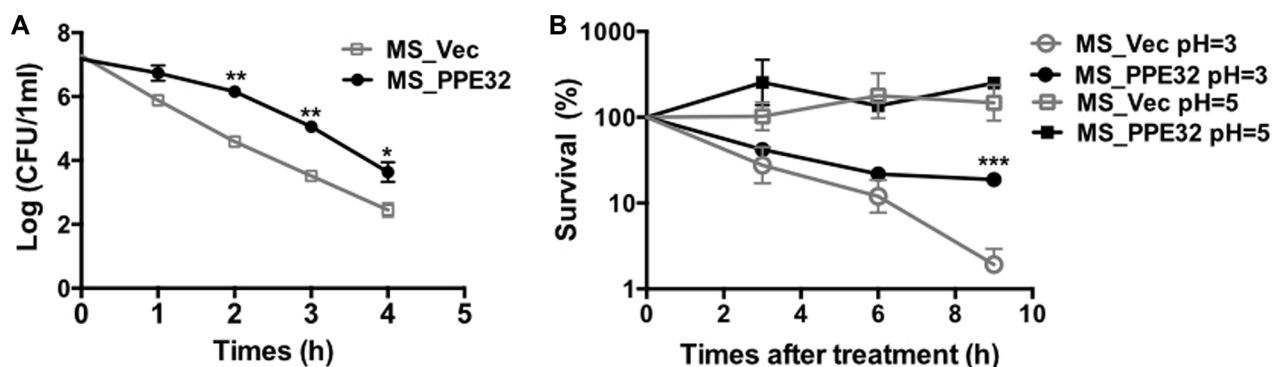 A
8
6
4
2
0
Log (CFU/1ml)
0 1 2 3 4 5
Times (h)
** ** *
MS_Vec
MS_PPE32
B
1000
100
10
1
Survival (%)
0 2 4 6 8 10
Times after treatment (h)
***
MS_Vec pH=3
MS_PPE32 pH=3
MS_Vec pH=5
MS_PPE32 pH=5